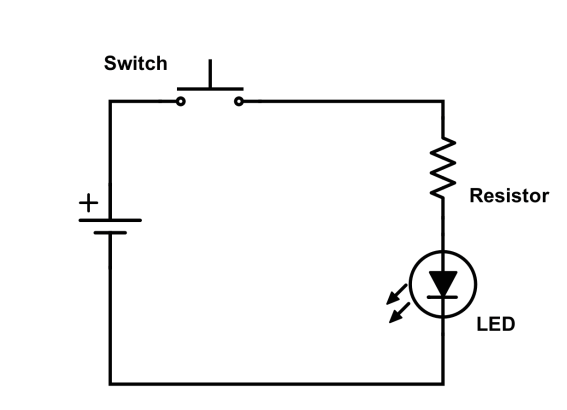 Switch
+
Resistor
LED